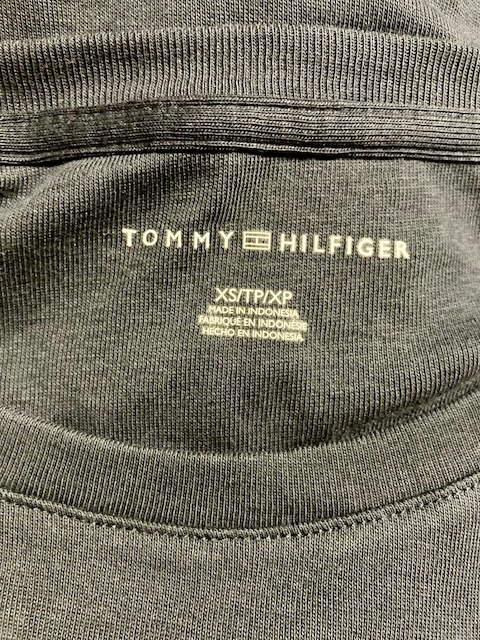 TOMMY HILFIGER
XS/TP/XP
MADE IN INDONESIA
FABRIQUÉ EN INDONÉSIE
HECHO EN INDONESIA